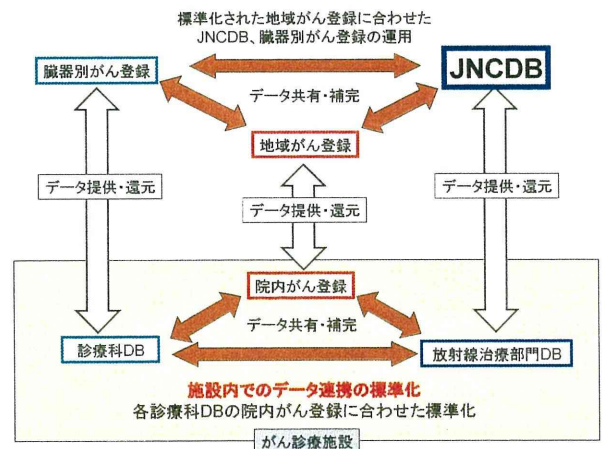 標準化された地域がん登録に合わせた
JNCDB、臓器別がん登録の運用
臓器別がん登録
JNCDB
データ共有・補完
地域がん登録
データ提供・還元
データ提供・還元
データ提供・還元
院内がん登録
データ共有・補完
診療科DB
放射線治療部門DB
施設内でのデータ連携の標準化
各診療科DBの院内がん登録に合わせた標準化
がん診療施設